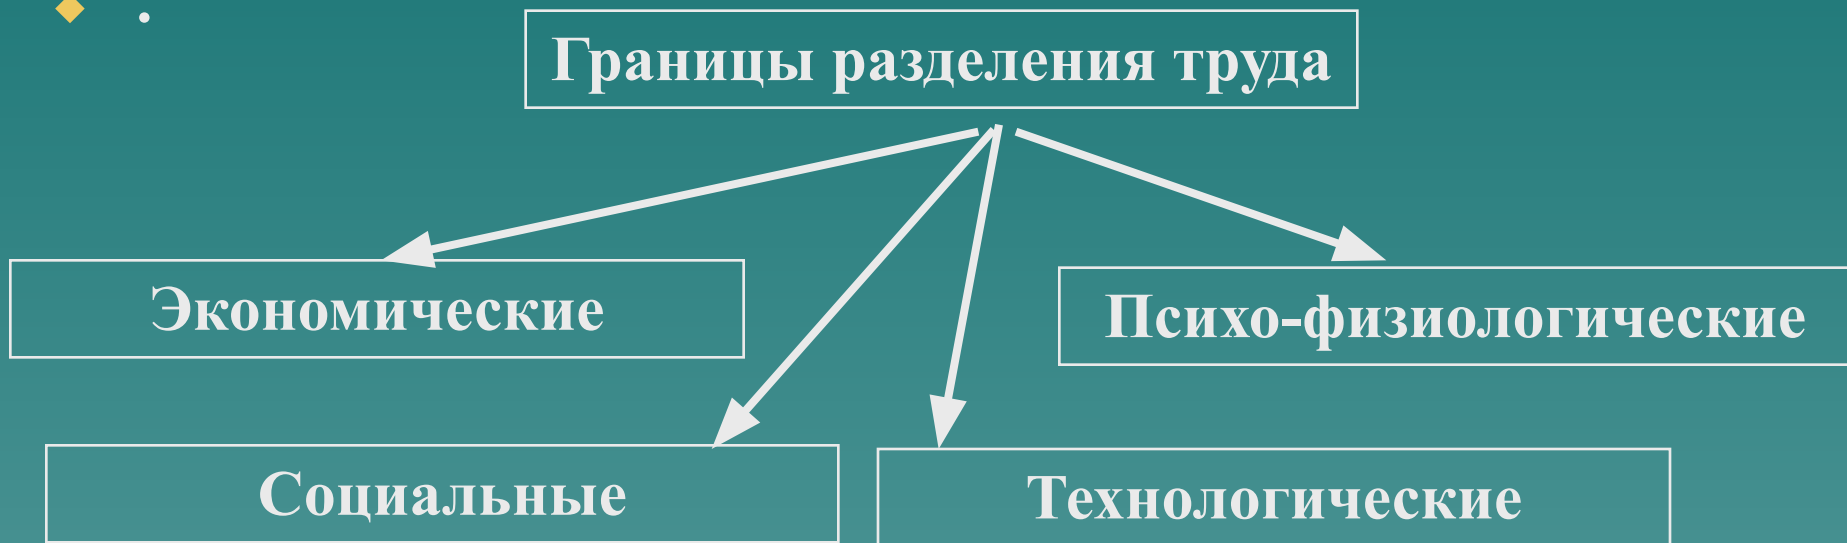 .
Границы разделения труда
Экономические
Психо-физиологические
Социальные
Технологические